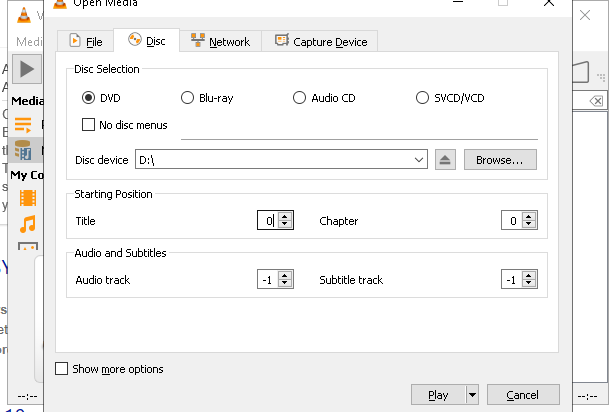 Open Media
File
Disc
Network
Capture Device
Disc Selection
DVD
Blu-ray
Audio CD
SVCD/VCD
No disc menus
Disc device
D:\
Browse...
Starting Position
Title
0
Chapter
0
Audio and Subtitles
Audio track
-1
Subtitle track
-1
Show more options
Play
Cancel
Medi
Media
My Co
--:--
--:--